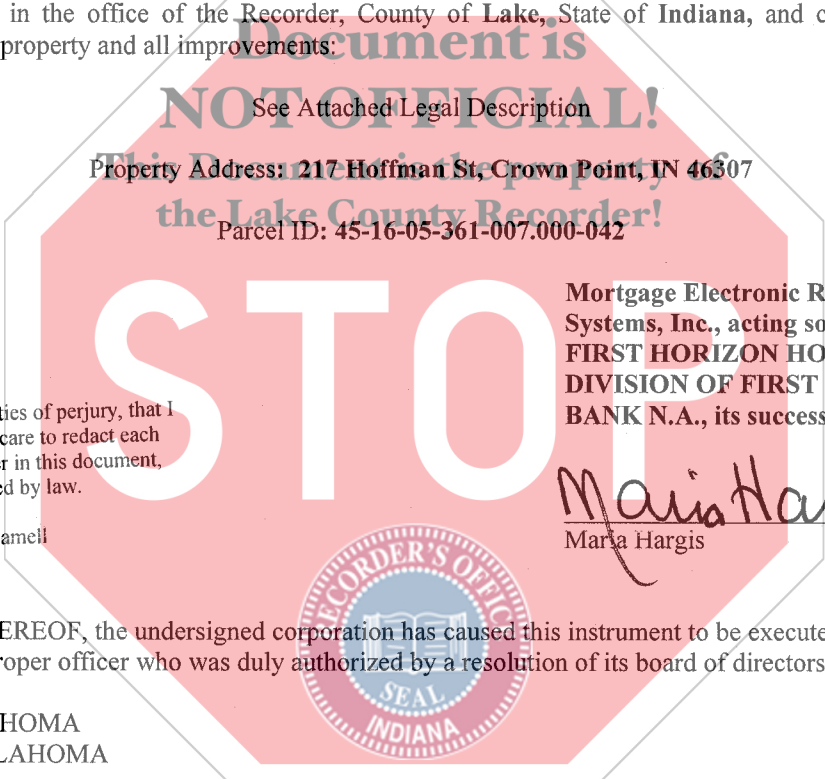 in the office of the Recorder, County of Lake, State of Indiana, and c
Document is
property and all improvements:
NOT OFFICIAL!
See Attached Legal Description
This Document is the property of
Property Address: 217 Hoffman St, Crown Point, IN 46307
the Lake County Recorder!
Parcel ID: 45-16-05-361-007.000-042
STOP
Mortgage Electronic R
Systems, Inc., acting so
FIRST HORIZON HO
DIVISION OF FIRST
BANK N.A., its success
ties of perjury, that I
care to redact each
r in this document,
ed by law.
amell
Maria Ha
Maria Hargis
RECORDER'S OFFIC
SEAL
INDIANA
EREOF, the undersigned corporation has caused this instrument to be execute
roper officer who was duly authorized by a resolution of its board of directors
HOMA
LAHOMA